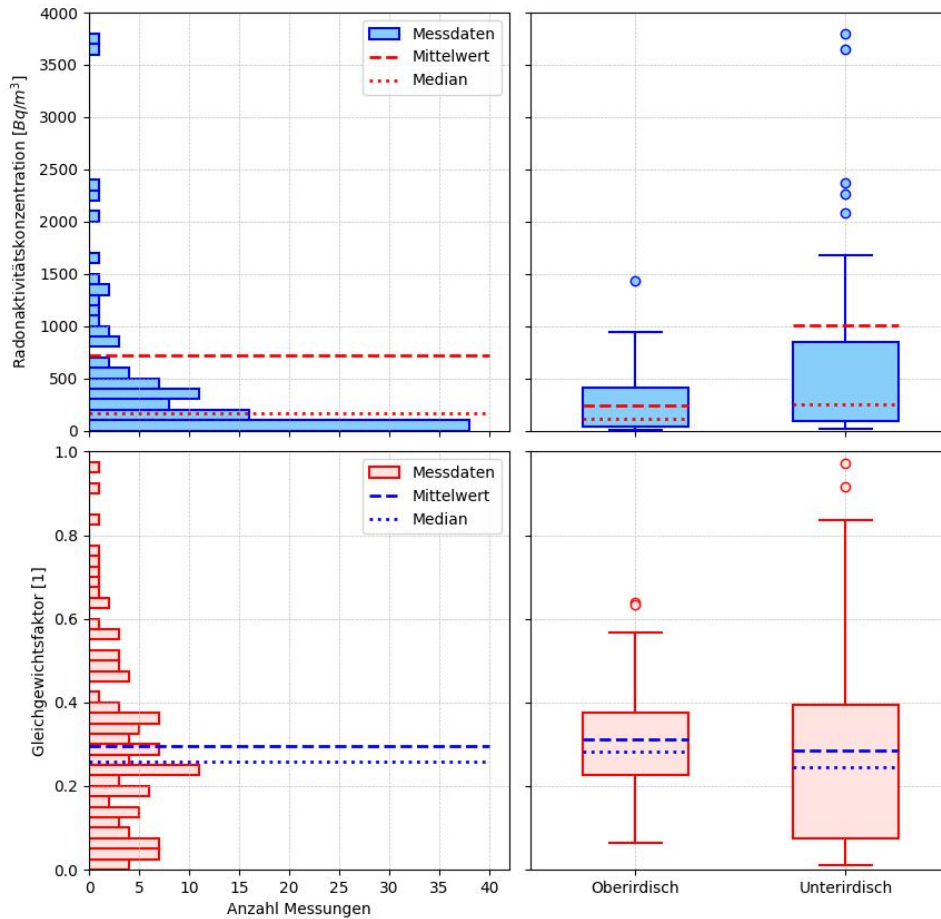 4000
3500
3000
2500
2000
1500
1000
500
0
Radonaktivitätskonzentration [Bq/m³]
Messdaten
Mittelwert
Median
1.0
0.8
0.6
0.4
0.2
0.0
Gleichgewichtsfaktor [1]
Messdaten
Mittelwert
Median
0 5 10 15 20 25 30 35 40
Anzahl Messungen
Oberirdisch Unterirdisch